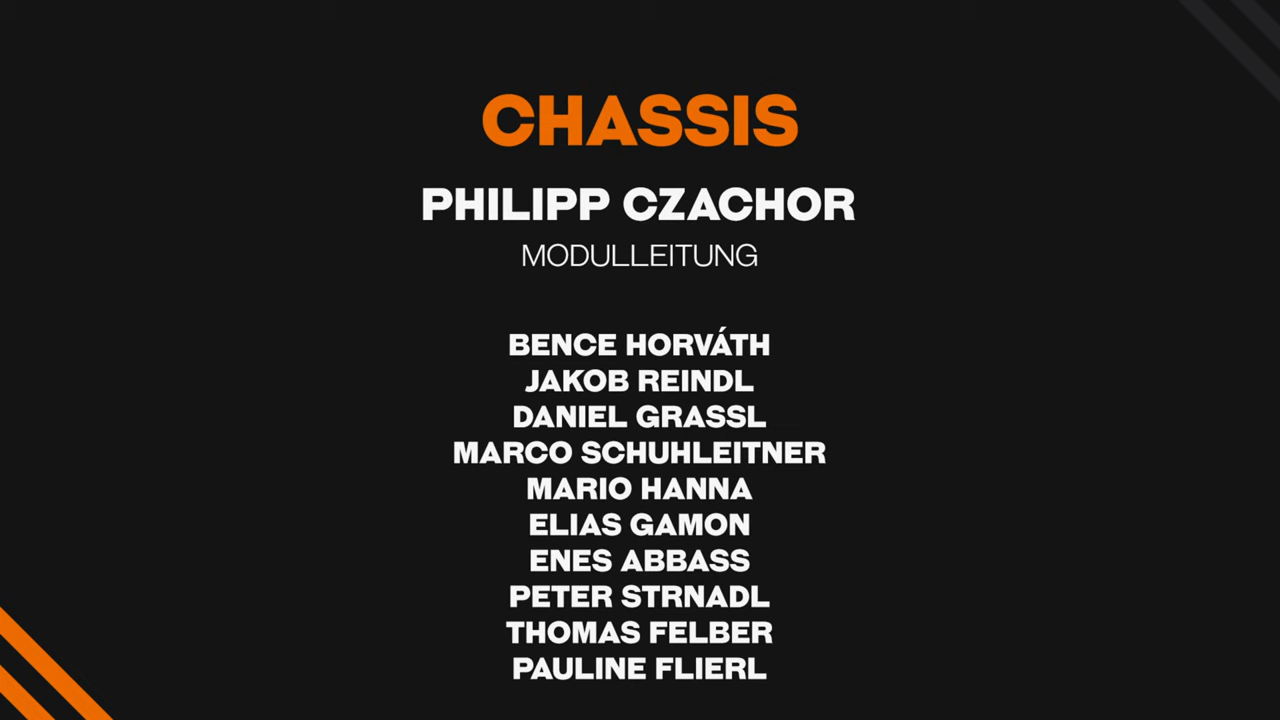 CHASSIS
PHILIPP CZACHOR
MODULLEITUNG
BENCE HORVÁTH
JAKOB REINDL
DANIEL GRASSL
MARCO SCHUHLEITNER
MARIO HANNA
ELIAS GAMON
ENES ABBASS
PETER STRNADL
THOMAS FELBER
PAULINE FLIERL